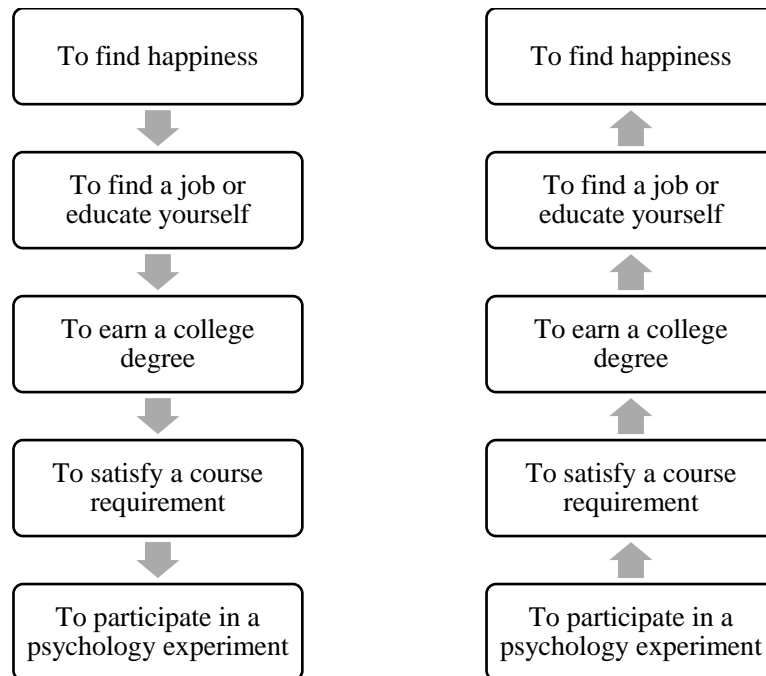 To find happiness
To find a job or
educate yourself
To earn a college
degree
To satisfy a course
requirement
To participate in a
psychology experiment
To find happiness
To find a job or
educate yourself
To earn a college
degree
To satisfy a course
requirement
To participate in a
psychology experiment